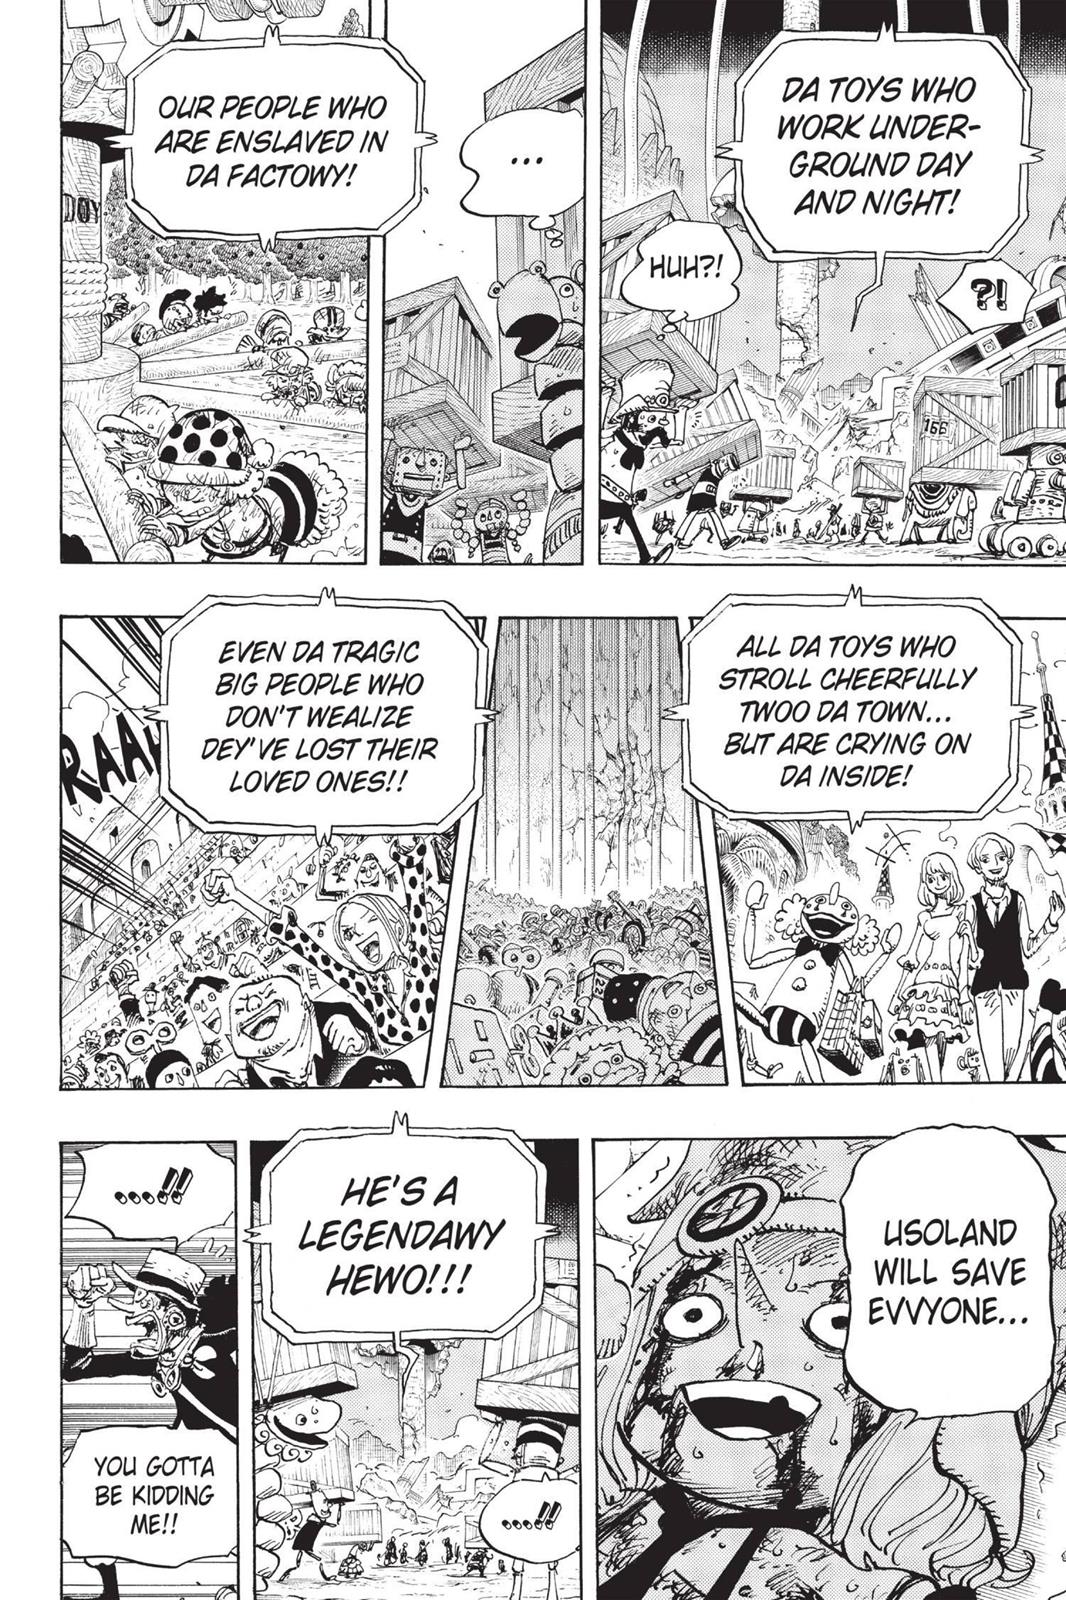 DA TOYS WHO
WORK UNDER-
GROUND DAY
AND NIGHT!
?!
HUH?!
166
...
OUR PEOPLE WHO
ARE ENSLAVED IN
DA FACTOWY!
DOY
ALL DA TOYS WHO
STROLL CHEERFULLY
TWOO DA TOWN...
BUT ARE CRYING ON
DA INSIDE!
EVEN DA TRAGIC
BIG PEOPLE WHO
DON'T WEALIZE
DEY'VE LOST THEIR
LOVED ONES!!
RAAH
USOLAND
WILL SAVE
EVVYONE...
HE'S A
LEGENDAWY
HEWO!!!
....!!
....!!
YOU GOTTA
BE KIDDING
ME!!